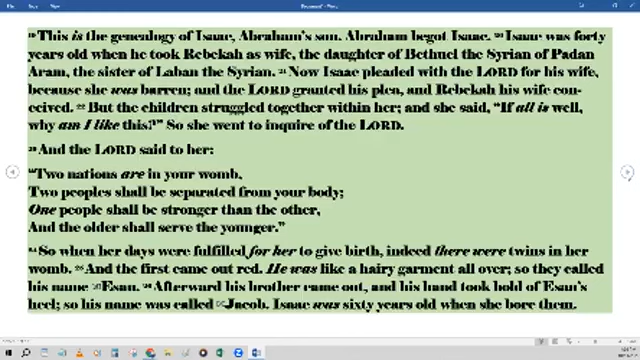 19 This is the genealogy of Isaac, Abraham's son. Abraham begot Isaac. 20 Isaac was forty
years old when he took Rebekah as wife, the daughter of Bethuel the Syrian of Padan
Aram, the sister of Laban the Syrian. 21 Now Isaac pleaded with the LORD for his wife,
because she was barren; and the LORD granted his plea, and Rebekah his wife con-
ceived. 22 But the children struggled together within her; and she said, "If all is well,
why am I like this?" So she went to inquire of the LORD.
23 And the LORD said to her:
"Two nations are in your womb,
Two peoples shall be separated from your body;
One people shall be stronger than the other,
And the older shall serve the younger."
24 So when her days were fulfilled for her to give birth, indeed there were twins in her
womb. 25 And the first came out red. He was like a hairy garment all over; so they called
his name Esau. 26 Afterward his brother came out, and his hand took hold of Esau's
heel; so his name was called Jacob. Isaac was sixty years old when she bore them.